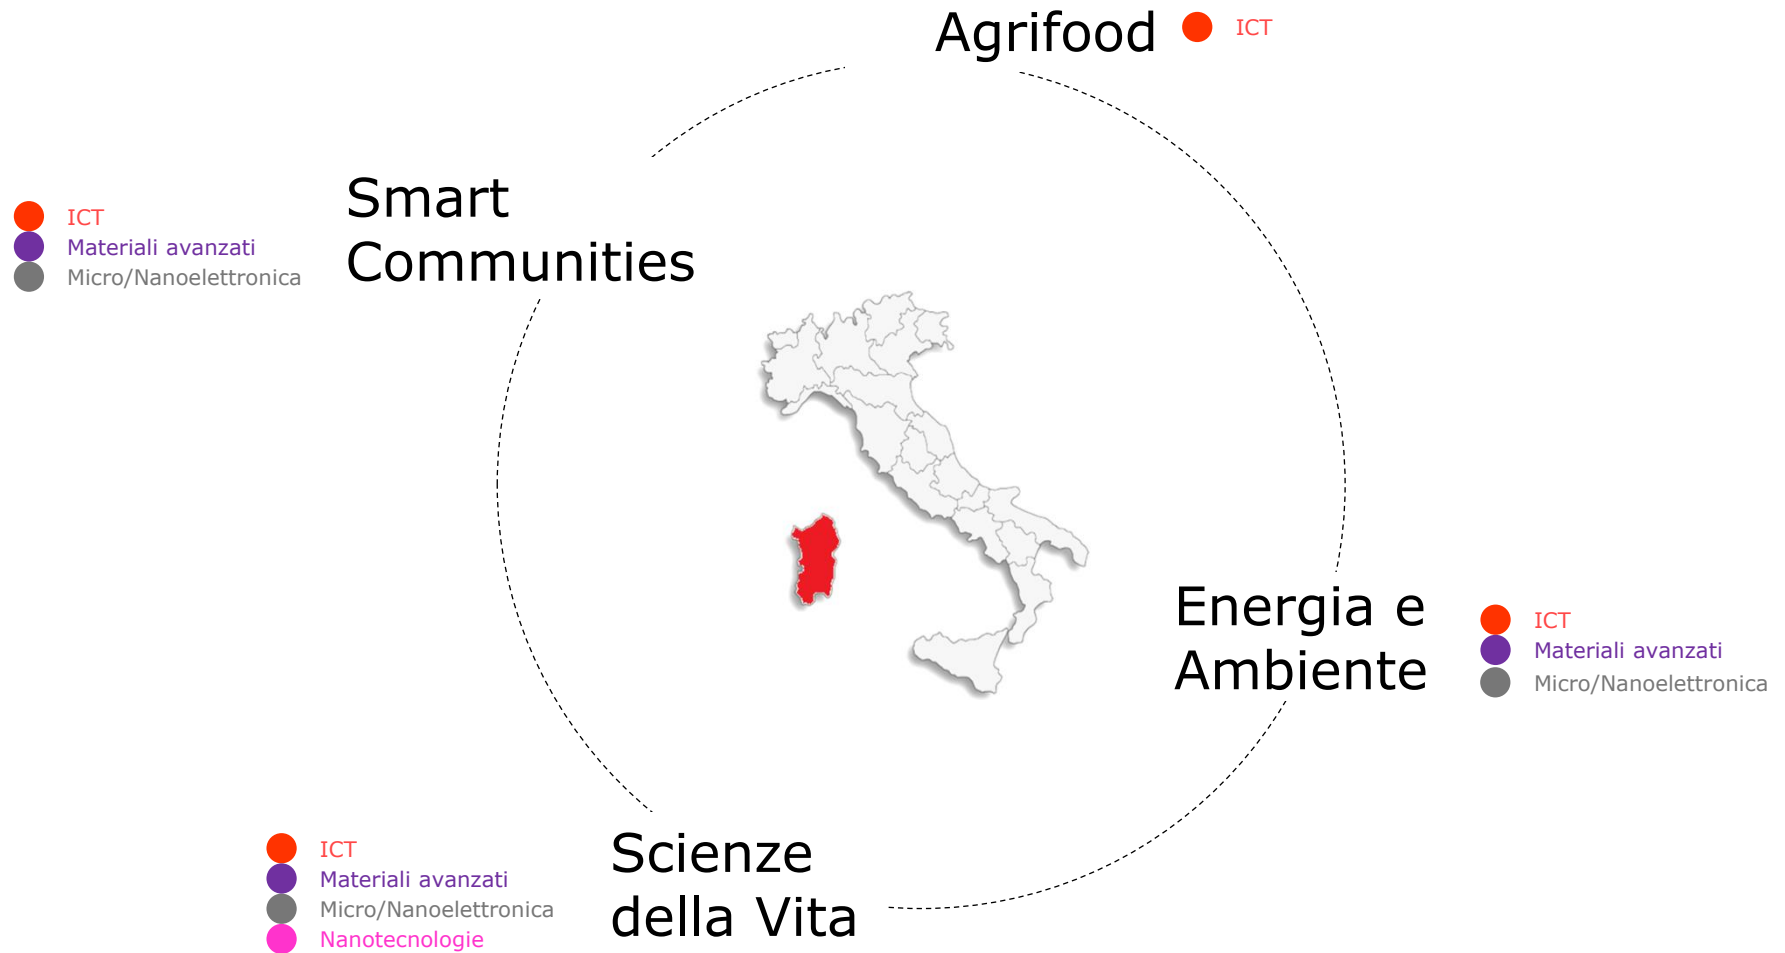 Agrifood
ICT
Smart
Communities
ICT
Materiali avanzati
Micro/Nanoelettronica
Energia e
Ambiente
ICT
Materiali avanzati
Micro/Nanoelettronica
Scienze
della Vita
ICT
Materiali avanzati
Micro/Nanoelettronica
Nanotecnologie